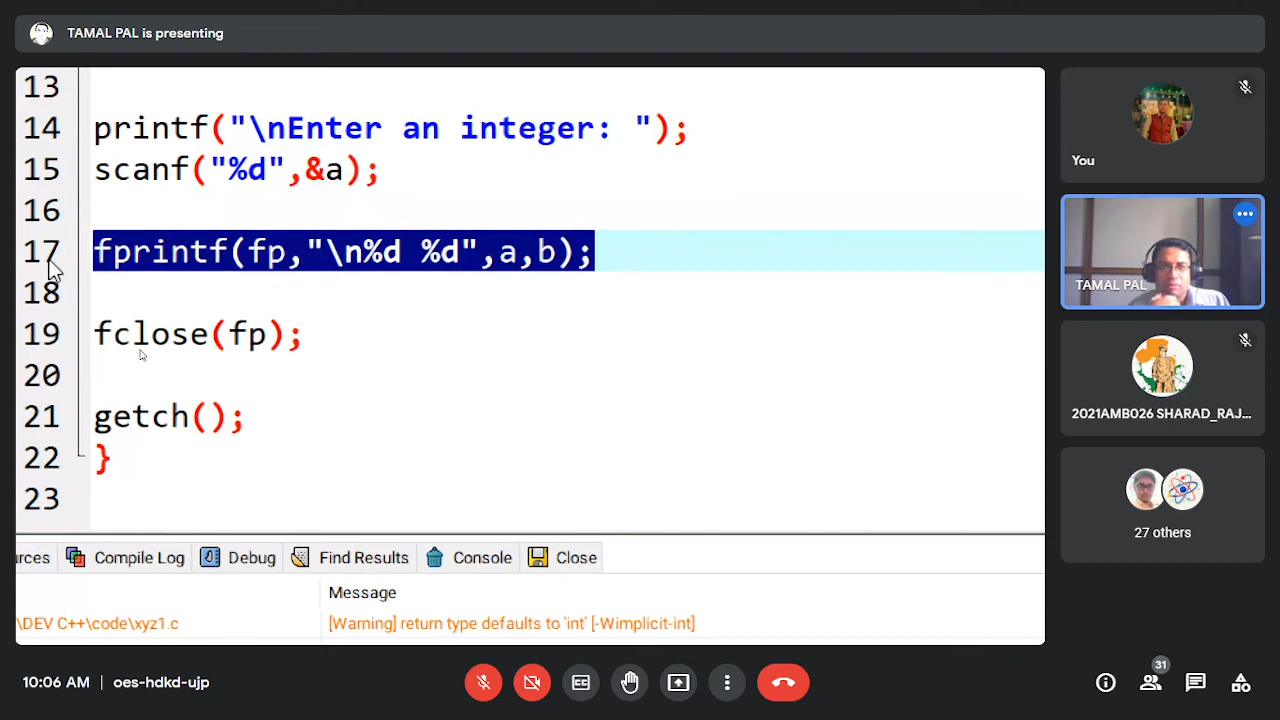 TAMAL PAL is presenting
13
14 printf("\nEnter an integer: ");
15 scanf("%d",&a);
16
17 fprintf(fp,"\n%d %d",a,b);
18
19 fclose(fp);
20
21 getch();
22 }
23
urces Compile Log Debug Find Results Console Close
Message
\DEV C++\code\xyz1.c [Warning] return type defaults to 'int' [-Wimplicit-int]
You
TAMAL PAL
2021AMB026 SHARAD_RAJ...
27 others
10:06 AM | oes-hdkd-ujp
CC
31